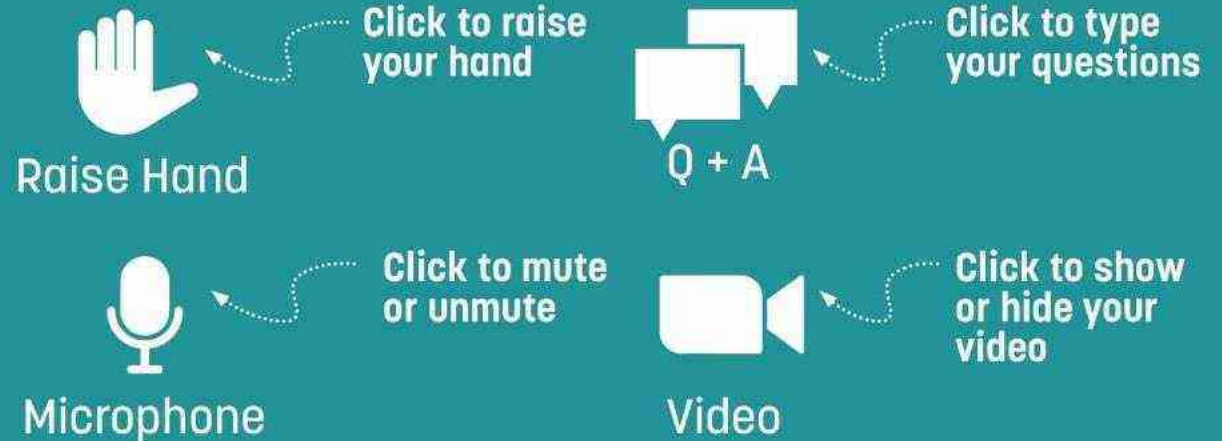 Click to raise
your hand
Raise Hand
Click to type
your questions
Q + A
Click to mute
or unmute
Microphone
Click to show
or hide your
video
Video